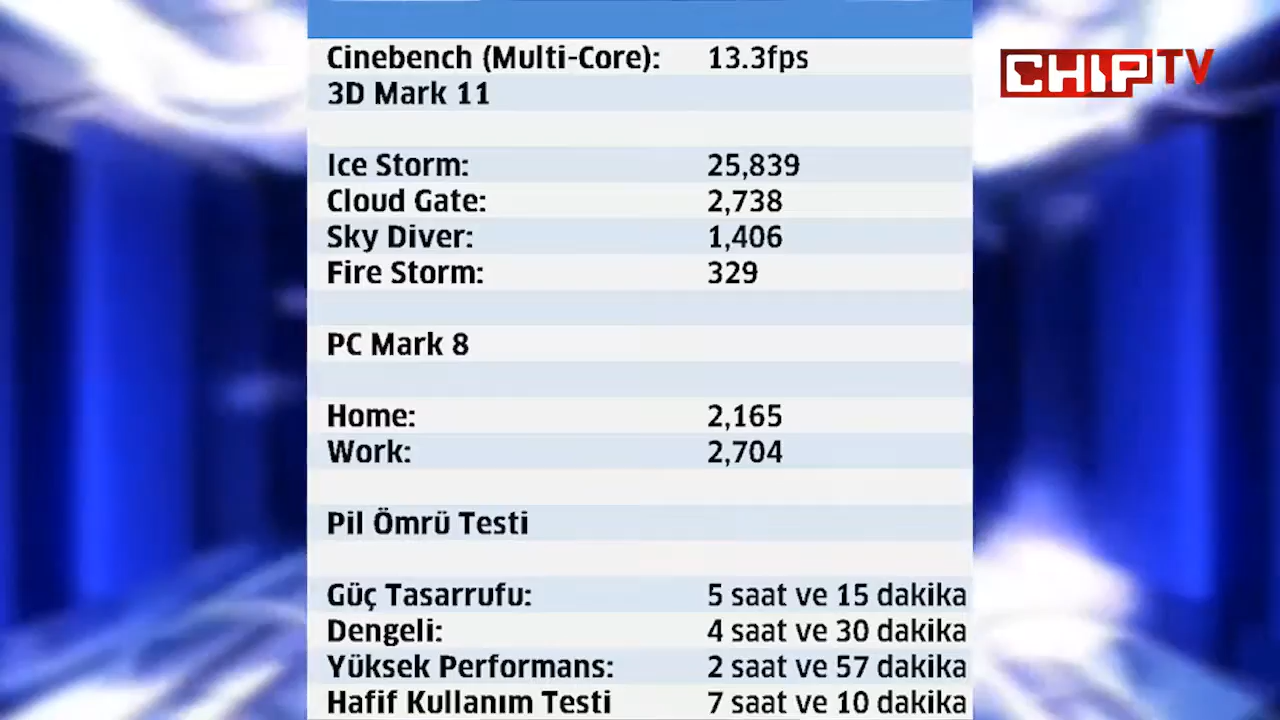 Cinebench (Multi-Core): 13.3fps
CHIP TV
3D Mark 11
Ice Storm: 25,839
Cloud Gate: 2,738
Sky Diver: 1,406
Fire Storm: 329
PC Mark 8
Home: 2,165
Work: 2,704
Pil Ömrü Testi
Güç Tasarrufu: 5 saat ve 15 dakika
Dengeli: 4 saat ve 30 dakika
Yüksek Performans: 2 saat ve 57 dakika
Hafif Kullanım Testi 7 saat ve 10 dakika